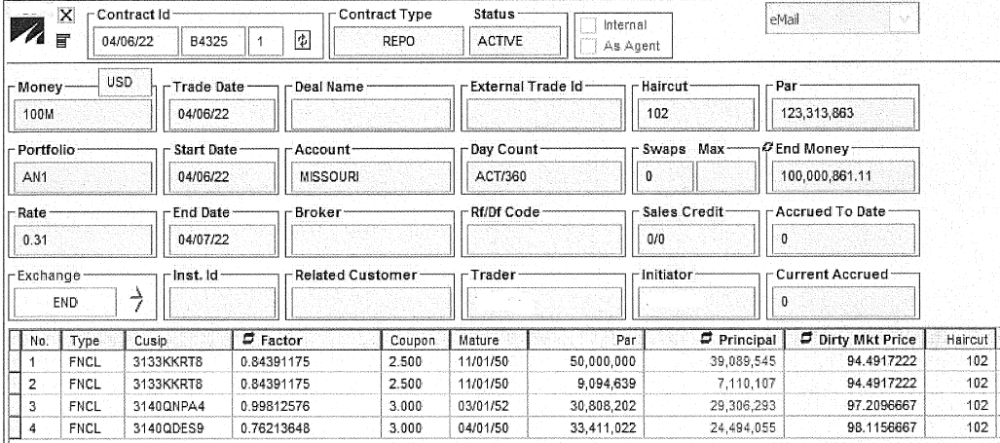 Contract Id Contract Type Status
04/06/22 B4325 1 REPO ACTIVE Internal As Agent eMail
Money USD Trade Date Deal Name External Trade Id Haircut Par
100M 04/06/22 102 123,313,863
Portfolio Start Date Account Day Count Swaps Max End Money
AN1 04/06/22 MISSOURI ACT/360 0 100,000,861.11
Rate End Date Broker Rf/Df Code Sales Credit Accrued To Date
0.31 04/07/22 0/0 0
Exchange Inst. Id Related Customer Trader Initiator Current Accrued
END 0
No. Type Cusip Factor Coupon Mature Par Principal Dirty Mkt Price Haircut
1 FNCL 3133KKRT8 0.84391175 2.500 11/01/50 50,000,000 39,089,545 94.4917222 102
2 FNCL 3133KKRT8 0.84391175 2.500 11/01/50 9,094,639 7,110,107 94.4917222 102
3 FNCL 3140QNPA4 0.99812576 3.000 03/01/52 30,808,202 29,306,293 97.2096667 102
4 FNCL 3140QDES9 0.76213648 3.000 04/01/50 33,411,022 24,494,055 98.1156667 102